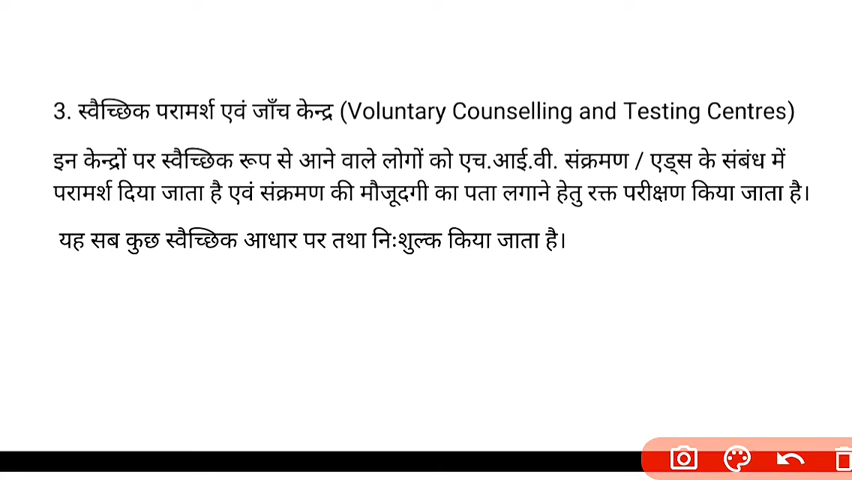 3. स्वैच्छिक परामर्श एवं जाँच केन्द्र (Voluntary Counselling and Testing Centres)
इन केन्द्रों पर स्वैच्छिक रूप से आने वाले लोगों को एच.आई.वी. संक्रमण / एड्स के संबंध में
परामर्श दिया जाता है एवं संक्रमण की मौजूदगी का पता लगाने हेतु रक्त परीक्षण किया जाता है।
यह सब कुछ स्वैच्छिक आधार पर तथा निःशुल्क किया जाता है।